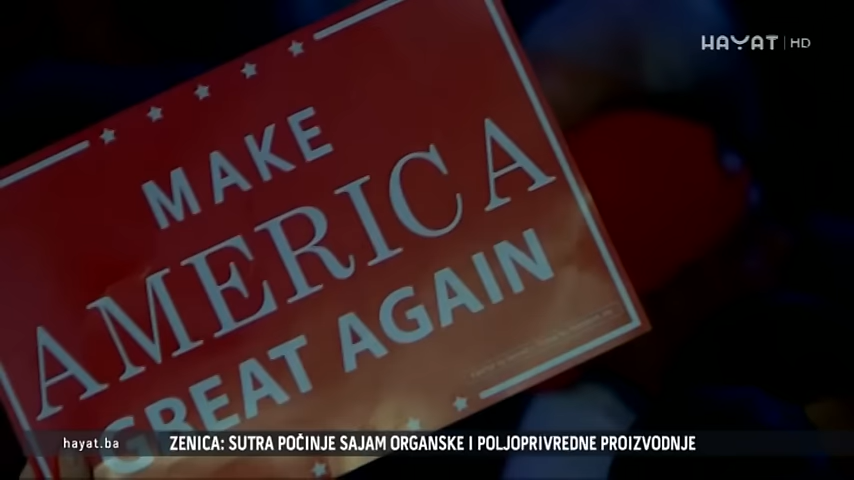 HAYAT HD
MAKE
AMERICA
GREAT AGAIN
hayat.ba
ZENICA: SUTRA POČINJE SAJAM ORGANSKE I POLJOPRIVREDNE PROIZVODNJE